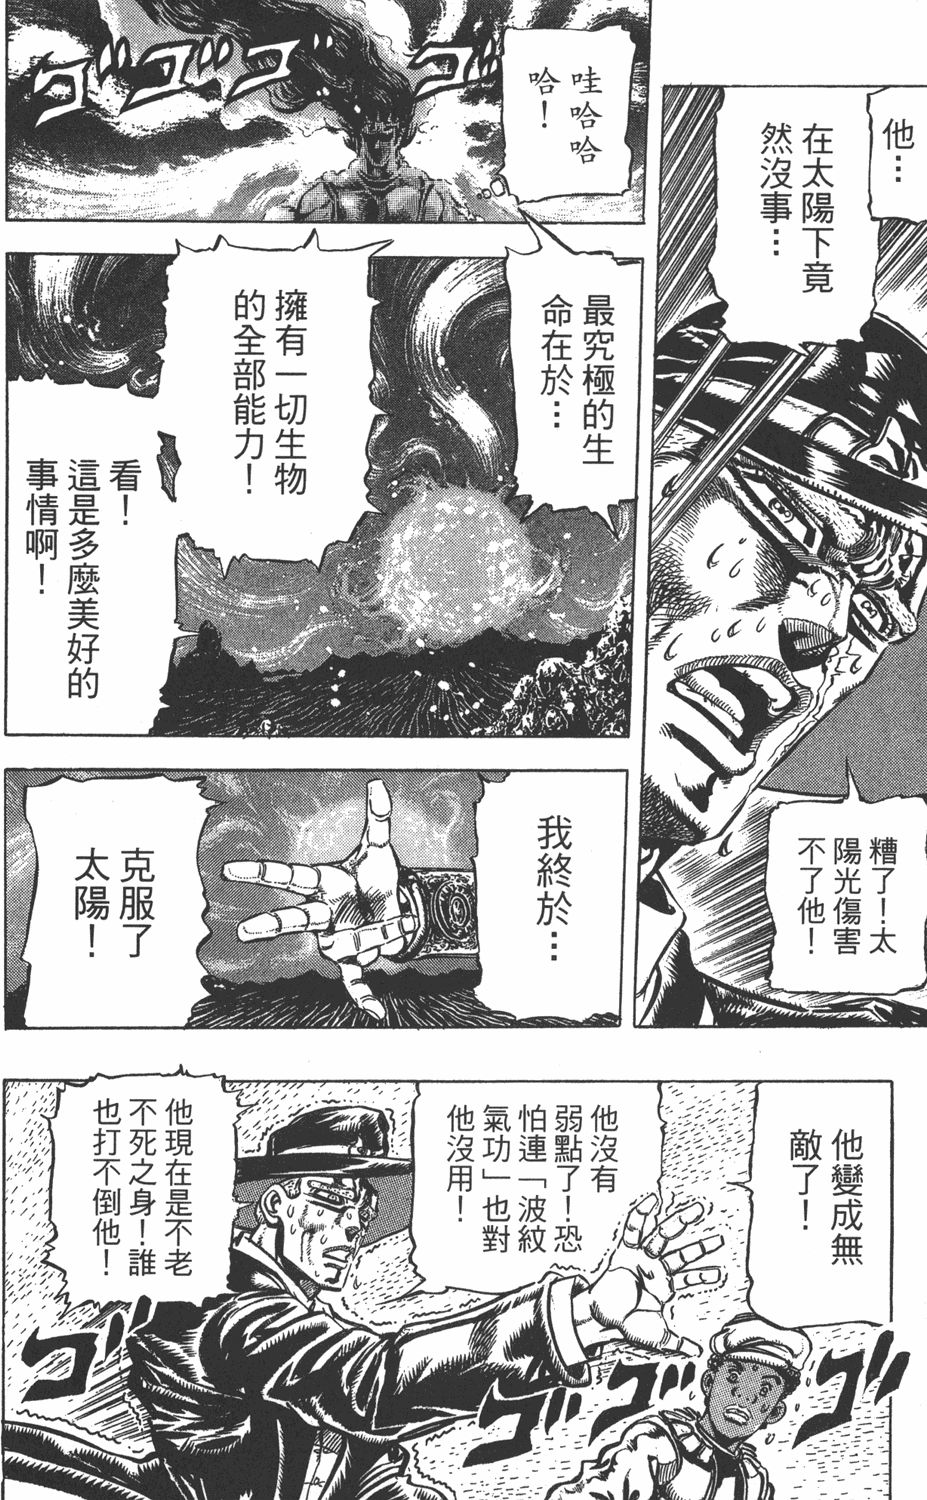 他…
在太陽下竟
然沒事…
糟了！太
陽光傷害
不了他！
哇哈哈
哈！
ゴゴゴ
最究極的生
命在於…
擁有一切生物
的全部能力！
看！
這是多麼美好的
事情啊！
我終於…
克服了
太陽！
他變成無
敵了！
他沒有
弱點了！恐
怕連「波紋
氣功」也對
他沒用！
他現在是不老
不死之身！誰
也打不倒他！
ゴゴゴゴ